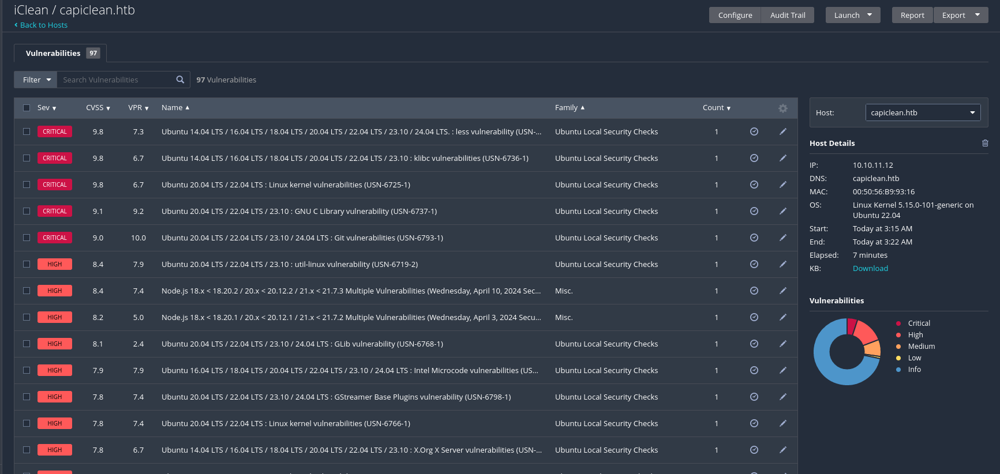 iClean / capiclean.htb
Back to Hosts
Configure Audit Trail Launch Report Export
Vulnerabilities 97
Filter Search Vulnerabilities 97 Vulnerabilities
Sev CVSS VPR Name Family Count
CRITICAL 9.8 7.3 Ubuntu 14.04 LTS / 16.04 LTS / 18.04 LTS / 20.04 LTS / 22.04 LTS / 23.10 / 24.04 LTS. : less vulnerability (USN-... Ubuntu Local Security Checks 1
CRITICAL 9.8 6.7 Ubuntu 14.04 LTS / 16.04 LTS / 18.04 LTS / 20.04 LTS / 22.04 LTS / 23.10 : klibc vulnerabilities (USN-6736-1) Ubuntu Local Security Checks 1
CRITICAL 9.8 6.7 Ubuntu 20.04 LTS / 22.04 LTS : Linux kernel vulnerabilities (USN-6725-1) Ubuntu Local Security Checks 1
CRITICAL 9.1 9.2 Ubuntu 20.04 LTS / 22.04 LTS / 23.10 : GNU C Library vulnerability (USN-6737-1) Ubuntu Local Security Checks 1
CRITICAL 9.0 10.0 Ubuntu 20.04 LTS / 22.04 LTS / 23.10 / 24.04 LTS : Git vulnerabilities (USN-6793-1) Ubuntu Local Security Checks 1
HIGH 8.4 7.9 Ubuntu 20.04 LTS / 22.04 LTS / 23.10 : util-linux vulnerability (USN-6719-2) Ubuntu Local Security Checks 1
HIGH 8.4 7.4 Node.js 18.x < 18.20.2 / 20.x < 20.12.2 / 21.x < 21.7.3 Multiple Vulnerabilities (Wednesday, April 10, 2024 Sec... Misc. 1
HIGH 8.2 5.0 Node.js 18.x < 18.20.1 / 20.x < 20.12.1 / 21.x < 21.7.2 Multiple Vulnerabilities (Wednesday, April 3, 2024 Secu... Misc. 1
HIGH 8.1 2.4 Ubuntu 20.04 LTS / 22.04 LTS / 23.10 / 24.04 LTS : GLib vulnerability (USN-6768-1) Ubuntu Local Security Checks 1
HIGH 7.9 7.9 Ubuntu 16.04 LTS / 18.04 LTS / 20.04 LTS / 22.04 LTS / 23.10 / 24.04 LTS : Intel Microcode vulnerabilities (US... Ubuntu Local Security Checks 1
HIGH 7.8 7.4 Ubuntu 20.04 LTS / 22.04 LTS / 23.10 / 24.04 LTS : GStreamer Base Plugins vulnerability (USN-6798-1) Ubuntu Local Security Checks 1
HIGH 7.8 7.4 Ubuntu 20.04 LTS / 22.04 LTS : Linux kernel vulnerabilities (USN-6766-1) Ubuntu Local Security Checks 1
HIGH 7.8 6.7 Ubuntu 14.04 LTS / 16.04 LTS / 18.04 LTS / 20.04 LTS / 22.04 LTS / 23.10 : X.Org X Server vulnerabilities (USN-... Ubuntu Local Security Checks 1
Host: capiclean.htb
Host Details
IP: 10.10.11.12
DNS: capiclean.htb
MAC: 00:50:56:B9:93:16
OS: Linux Kernel 5.15.0-101-generic on
Ubuntu 22.04
Start: Today at 3:15 AM
End: Today at 3:22 AM
Elapsed: 7 minutes
KB: Download
Vulnerabilities
Critical
High
Medium
Low
Info